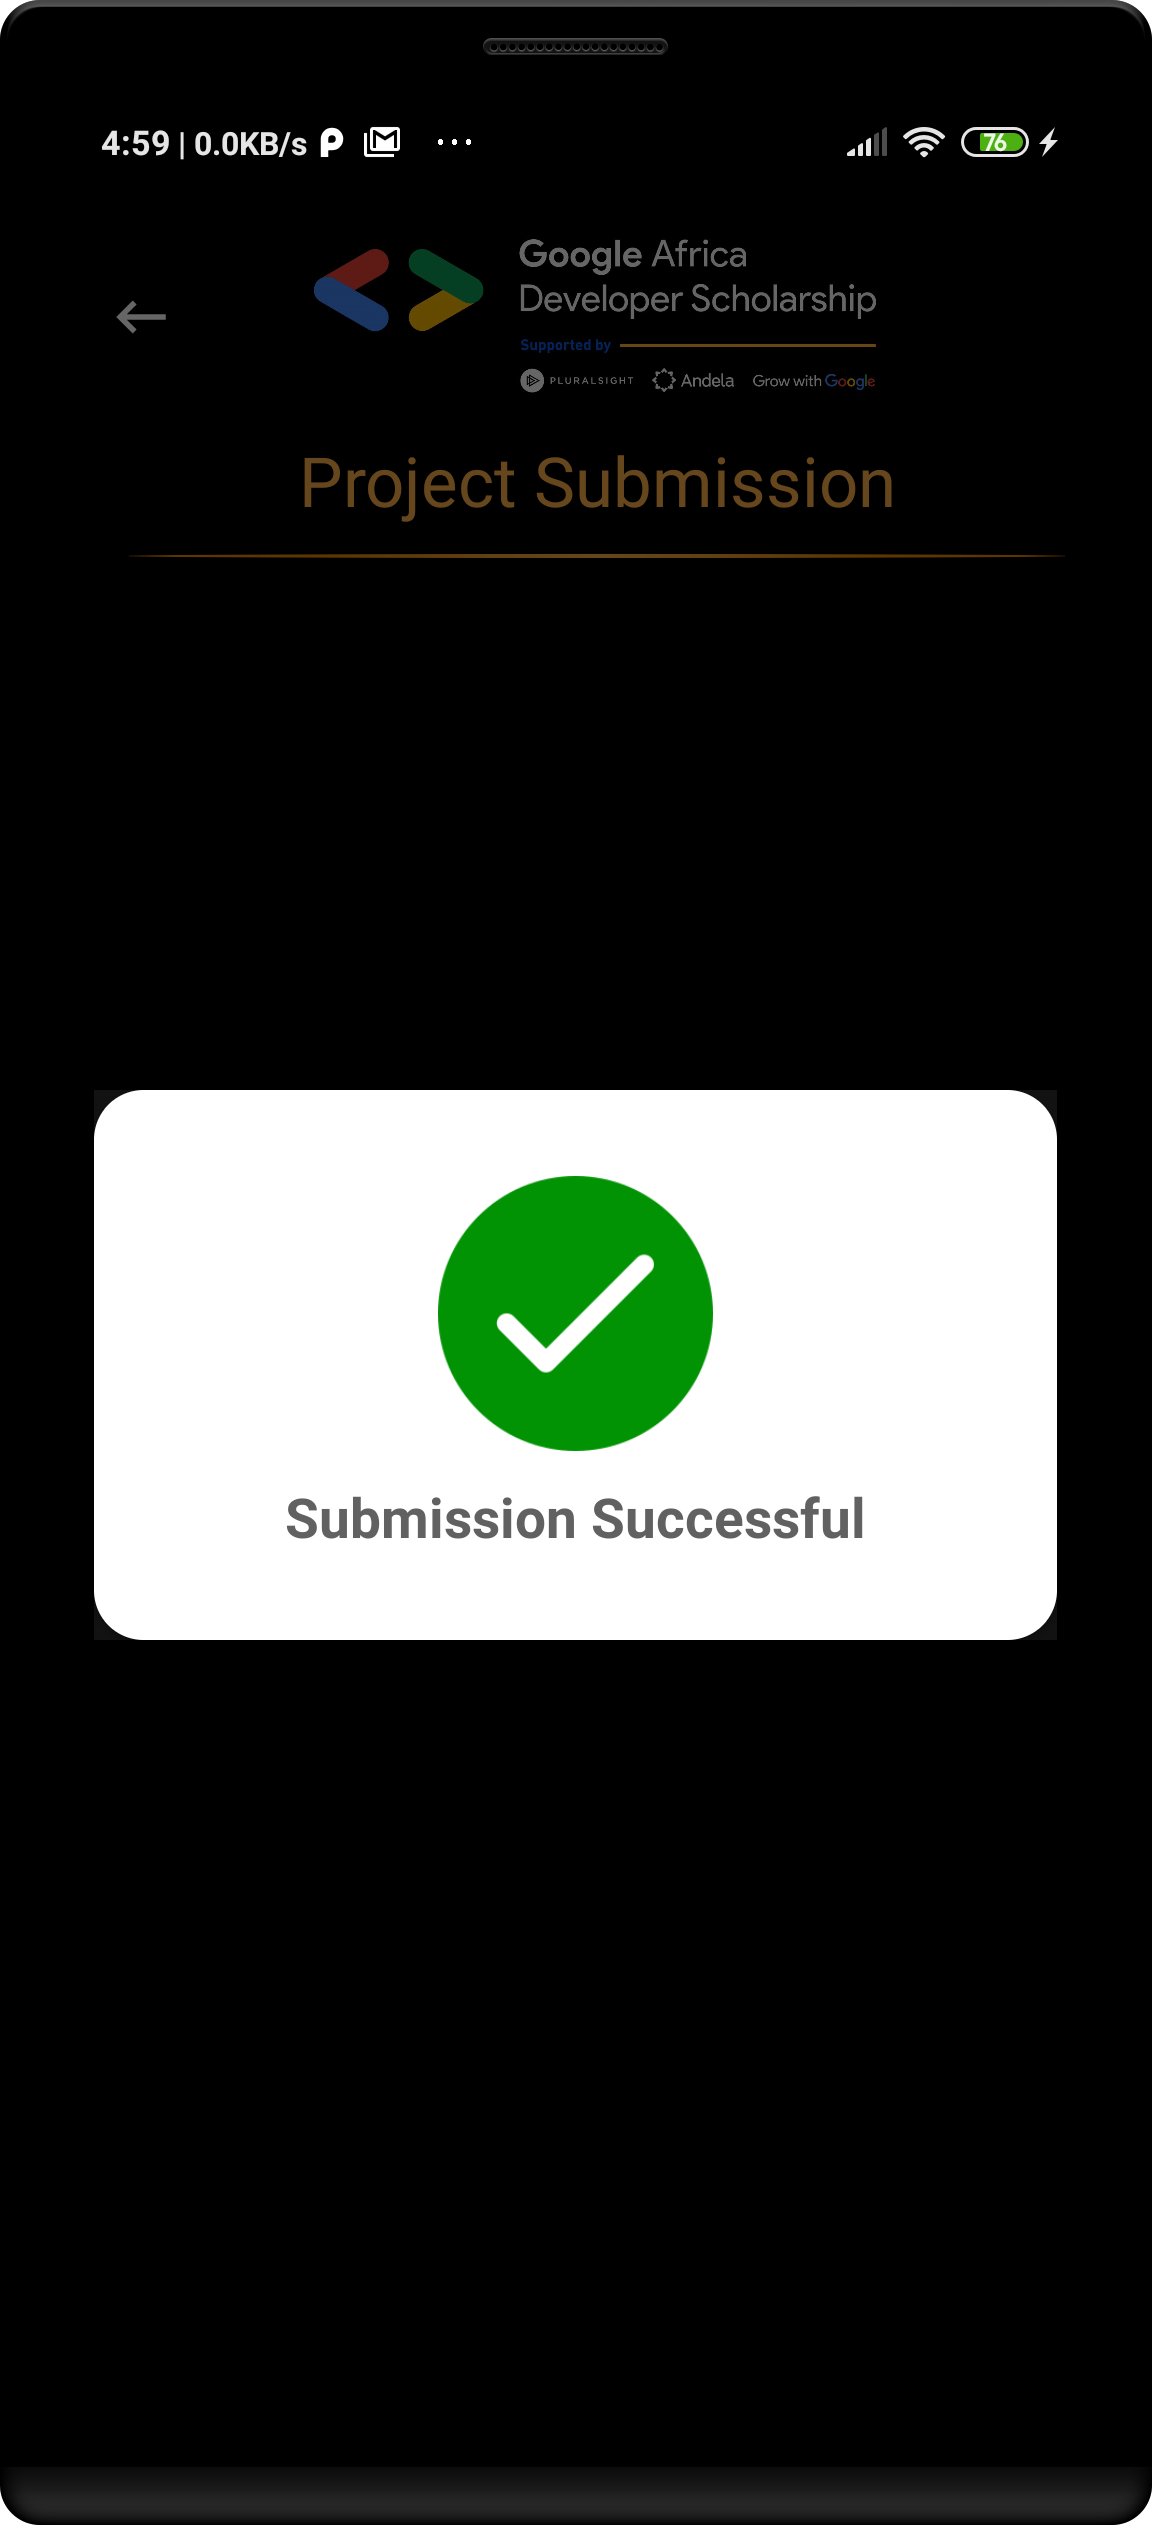 4:59 | 0.0KB/s
76
Google Africa
Developer Scholarship
Supported by
PLURALSIGHT Andela Grow with Google
Project Submission
Submission Successful